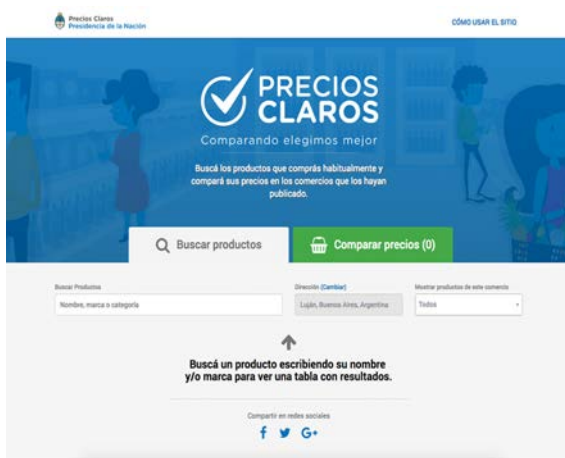 Precios Claros
Presidencia de la Nación
CÓMO USAR EL SITIO
PRECIOS
CLAROS
Comparando elegimos mejor
Buscá los productos que comprás habitualmente y
compará sus precios en los comercios que los hayan
publicado.
Buscar productos
Comparar precios (0)
Buscar Productos
Dirección (Cambiar)
Mostrar productos de este comercio
Nombre, marca o categoría
Luján, Buenos Aires, Argentina
Todos
Buscá un producto escribiendo su nombre
y/o marca para ver una tabla con resultados.
Compartir en redes sociales
f
G+